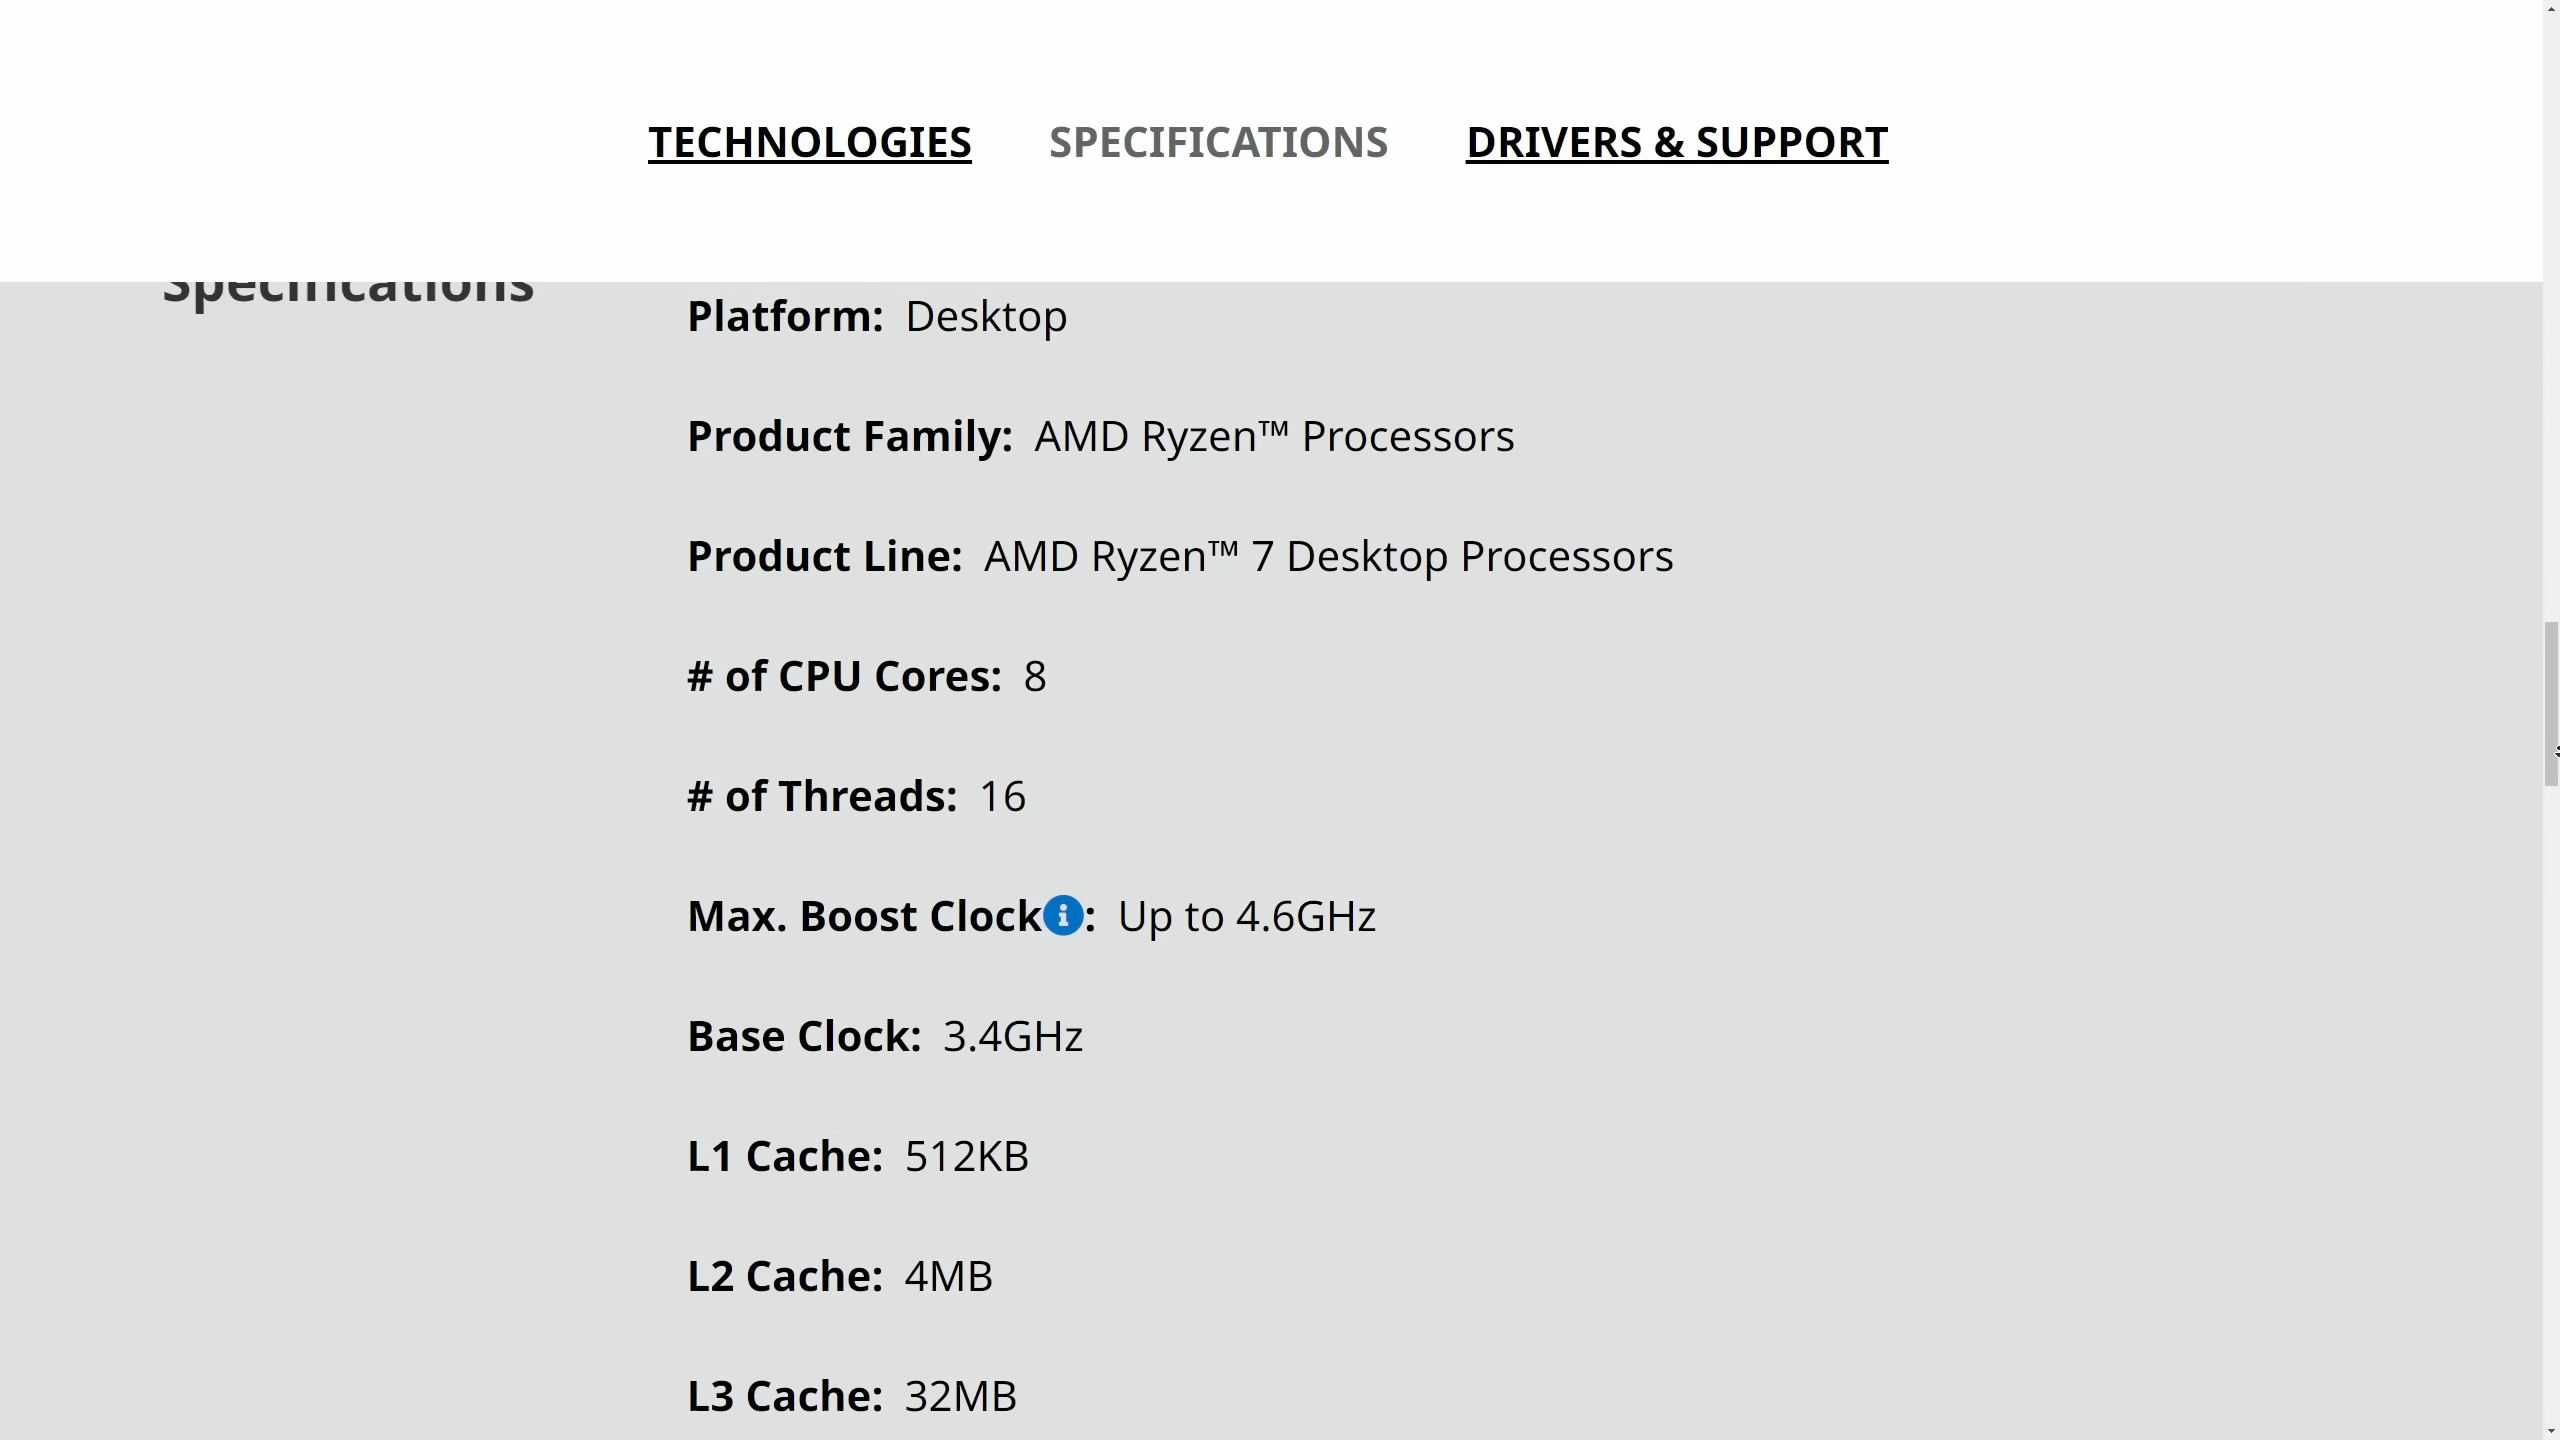 TECHNOLOGIES SPECIFICATIONS DRIVERS & SUPPORT
Specifications
Platform: Desktop
Product Family: AMD Ryzen™ Processors
Product Line: AMD Ryzen™ 7 Desktop Processors
# of CPU Cores: 8
# of Threads: 16
Max. Boost Clock: Up to 4.6GHz
Base Clock: 3.4GHz
L1 Cache: 512KB
L2 Cache: 4MB
L3 Cache: 32MB